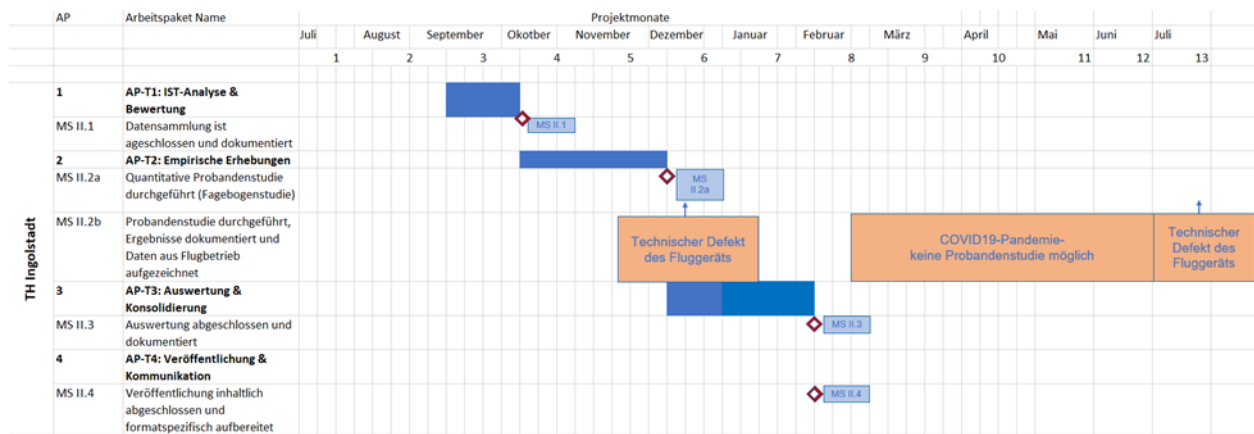 AP Arbeitspaket Name Projektmonate
Juli August September Okotber November Dezember Januar Februar März April Mai Juni Juli
1 2 3 4 5 6 7 8 9 10 11 12 13
TH Ingolstadt
1 AP-T1: IST-Analyse &
Bewertung
MS II.1 Datensammlung ist
ageschlossen und dokumentiert
MS II.1
2 AP-T2: Empirische Erhebungen
MS II.2a Quantitative Probandenstudie
durchgeführt (Fagebogenstudie)
MS
II.2a
MS II.2b Probandenstudie durchgeführt,
Ergebnisse dokumentiert und
Daten aus Flugbetrieb
aufgezeichnet
Technischer Defekt
des Fluggeräts
COVID19-Pandemie-
keine Probandenstudie möglich
Technischer
Defekt des
Fluggeräts
3 AP-T3: Auswertung &
Konsolidierung
MS II.3 Auswertung abgeschlossen und
dokumentiert
MS II.3
4 AP-T4: Veröffentlichung &
Kommunikation
MS II.4 Veröffentlichung inhaltlich
abgeschlossen und
formatspezifisch aufbereitet
MS II.4